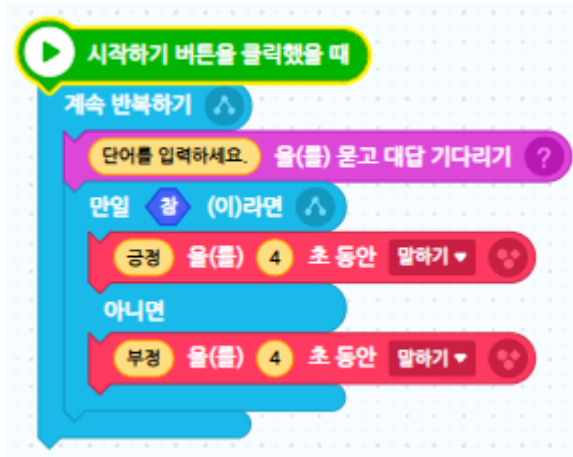 시작하기 버튼을 클릭했을 때
계속 반복하기
단어를 입력하세요. 을(를) 묻고 대답 기다리기 ?
만일 참 (이)라면
긍정 을(를) 4 초 동안 말하기
아니면
부정 을(를) 4 초 동안 말하기